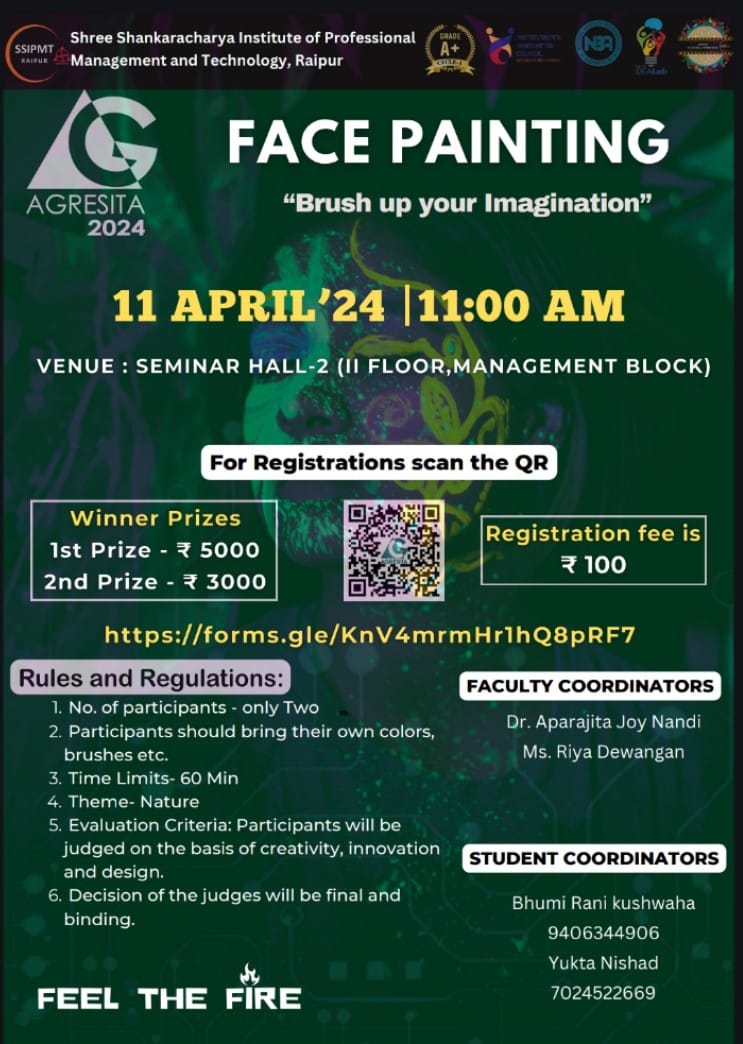 SSIPMT
RAIPUR
Shree Shankaracharya Institute of Professional
Management and Technology, Raipur
GRADE
A+
CYCLE-1
NBA
AGRESITA
2024
FACE PAINTING
“Brush up your Imagination”
11 APRIL’24 |11:00 AM
VENUE : SEMINAR HALL-2 (II FLOOR,MANAGEMENT BLOCK)
For Registrations scan the QR
Winner Prizes
1st Prize - ₹ 5000
2nd Prize - ₹ 3000
AGRESITA
Registration fee is
₹ 100
https://forms.gle/KnV4mrmHr1hQ8pRF7
Rules and Regulations:
1. No. of participants - only Two
2. Participants should bring their own colors,
brushes etc.
3. Time Limits- 60 Min
4. Theme- Nature
5. Evaluation Criteria: Participants will be
judged on the basis of creativity, innovation
and design.
6. Decision of the judges will be final and
binding.
FACULTY COORDINATORS
Dr. Aparajita Joy Nandi
Ms. Riya Dewangan
STUDENT COORDINATORS
Bhumi Rani kushwaha
9406344906
Yukta Nishad
7024522669
FEEL THE FIRE